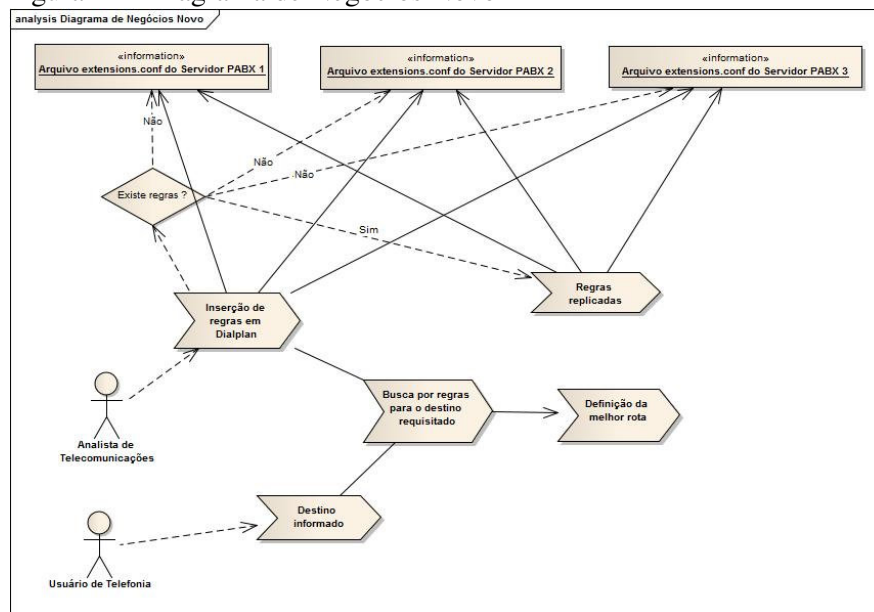 analysis Diagrama de Negócios Novo
«information»
Arquivo extensions.conf do Servidor PABX 1
«information»
Arquivo extensions.conf do Servidor PABX 2
«information»
Arquivo extensions.conf do Servidor PABX 3
Não
Não
Não
Existe regras ?
Sim
Inserção de
regras em
Dialplan
Regras
replicadas
Busca por regras
para o destino
requisitado
Definição da
melhor rota
Analista de
Telecomunicações
Destino
informado
Usuário de Telefonia